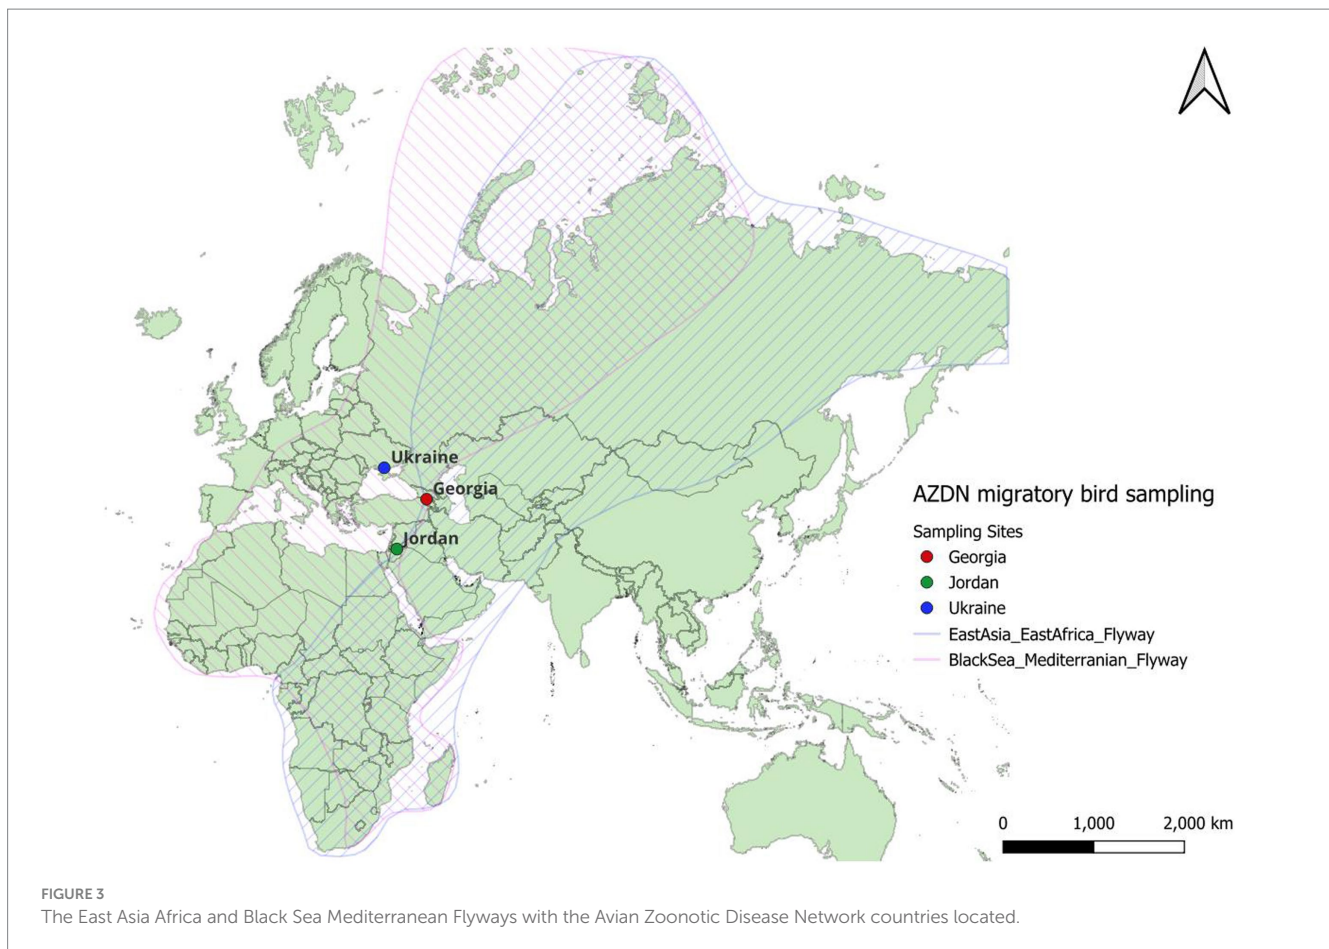 Ukraine
Georgia
Jordan
AZDN migratory bird sampling
Sampling Sites
Georgia
Jordan
Ukraine
EastAsia_EastAfrica_Flyway
BlackSea_Mediterranian_Flyway
0 1,000 2,000 km
FIGURE 3
The East Asia Africa and Black Sea Mediterranean Flyways with the Avian Zoonotic Disease Network countries located.